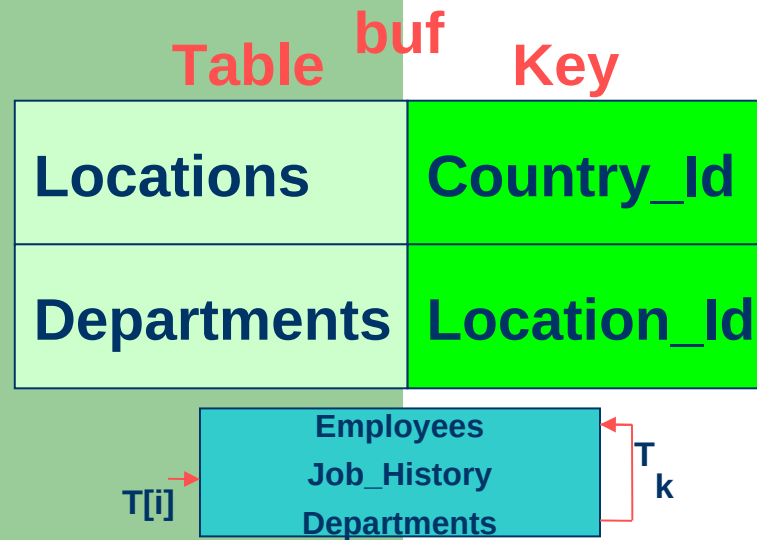 buf
Table Key
Locations Country_Id
Departments Location_Id
Employees
Job_History
Departments
T[i]
T
k